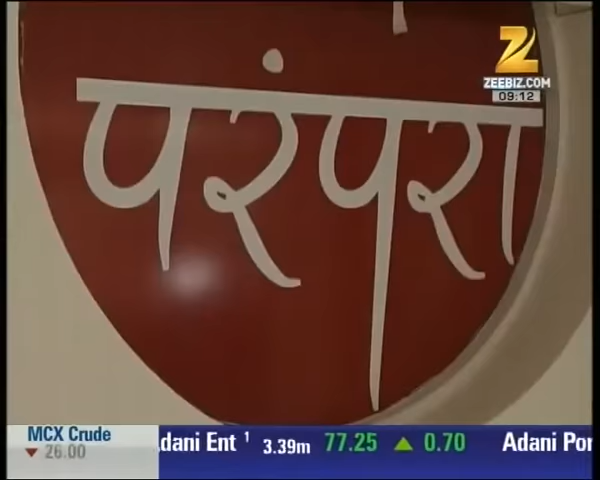 ZEEBIZ.COM
09:12
परंपरा
MCX Crude
▼ 26.00
dani Ent ¹ 3.39m 77.25 ▲ 0.70 Adani Por